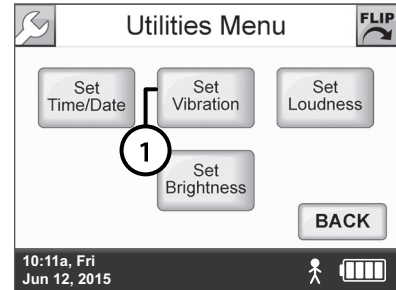 Utilities Menu
FLIP
Set
Time/Date
Set
Vibration
Set
Loudness
1
Set
Brightness
BACK
10:11a, Fri
Jun 12, 2015